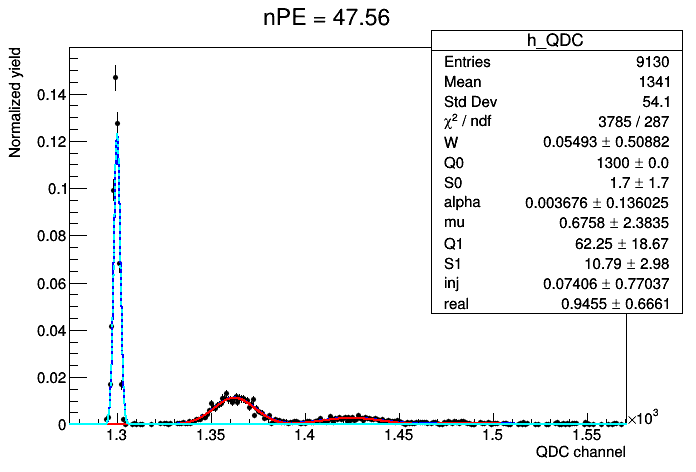 nPE = 47.56
h_QDC
Entries 9130
Mean 1341
Std Dev 54.1
χ² / ndf 3785 / 287
W 0.05493 ± 0.50882
Q0 1300 ± 0.0
S0 1.7 ± 1.7
alpha 0.003676 ± 0.136025
mu 0.6758 ± 2.3835
Q1 62.25 ± 18.67
S1 10.79 ± 2.98
inj 0.07406 ± 0.77037
real 0.9455 ± 0.6661
Normalized yield
0.14
0.12
0.1
0.08
0.06
0.04
0.02
0
1.3 1.35 1.4 1.45 1.5 1.55
×10³
QDC channel